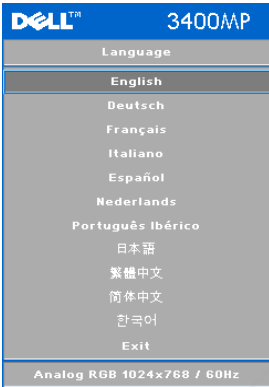 DELL™ 3400MP
Language
English
Deutsch
Français
Italiano
Español
Nederlands
Português Ibérico
日本語
繁體中文
简体中文
한국어
Exit
Analog RGB 1024x768 / 60Hz